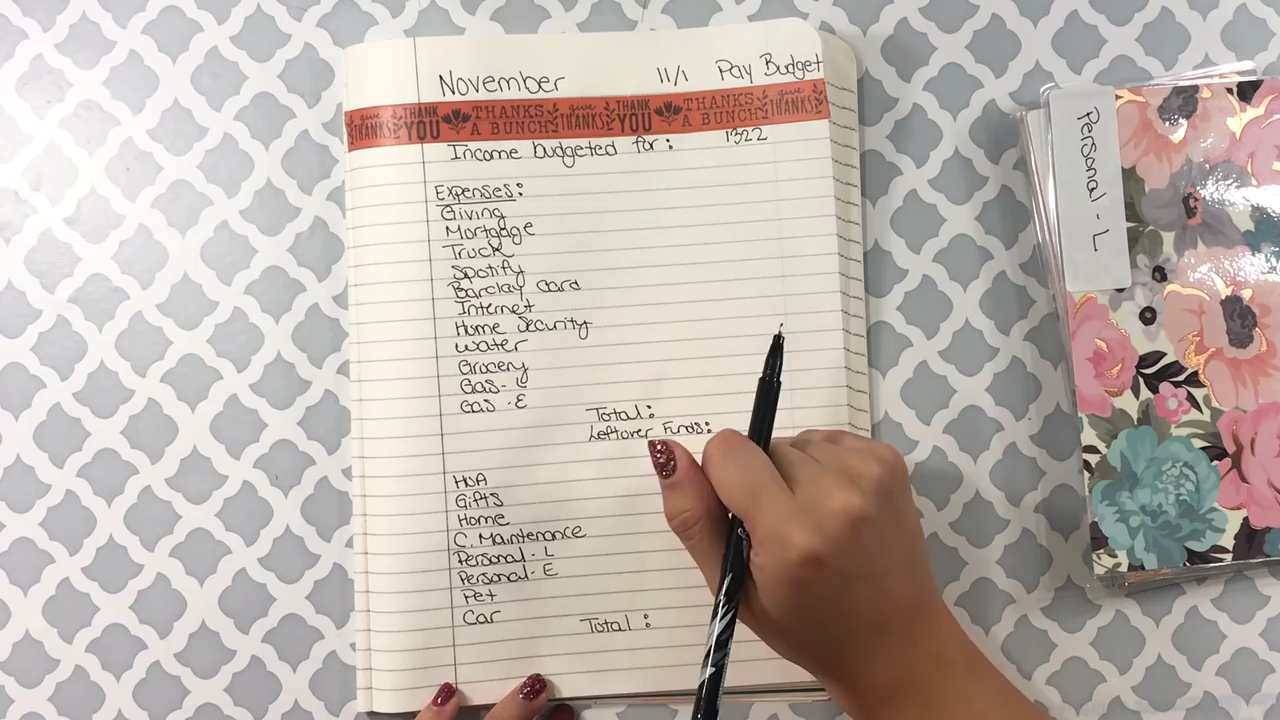 November 11/1 Pay Budget
give THANKS THANK YOU THANKS A BUNCH give THANKS THANK YOU THANKS A BUNCH give THANKS
Income budgeted for: 1322
Expenses:
Giving
Mortgage
Truck
Spotify
Barclay Card
Internet
Home Security
Water
Grocery
Gas - L
Gas - E
Total:
Leftover Funds:
HSA
Gifts
Home
C. Maintenance
Personal - L
Personal - E
Pet
Car
Total:
Personal - L